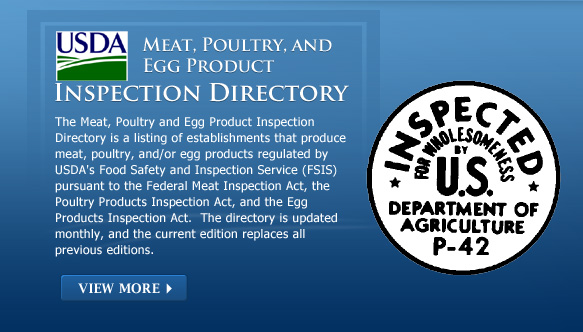 USDA
MEAT, POULTRY, AND
EGG PRODUCT
INSPECTION DIRECTORY
The Meat, Poultry and Egg Product Inspection
Directory is a listing of establishments that produce
meat, poultry, and/or egg products regulated by
USDA's Food Safety and Inspection Service (FSIS)
pursuant to the Federal Meat Inspection Act, the
Poultry Products Inspection Act, and the Egg
Products Inspection Act. The directory is updated
monthly, and the current edition replaces all
previous editions.
VIEW MORE
INSPECTED
FOR WHOLESOMENESS
BY
U.S.
DEPARTMENT OF
AGRICULTURE
P-42